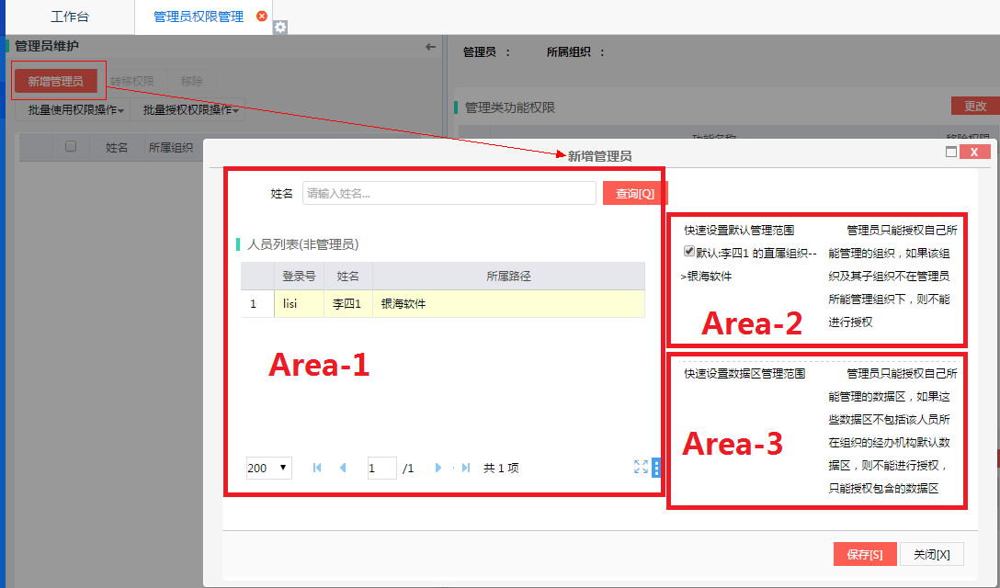 工作台
管理员权限管理
管理员维护
管理员 ：
所属组织 ：
新增管理员
转移权限
移除
批量使用权限操作
批量授权权限操作
管理类功能权限
更改
功能名称
移除权限
姓名
所属组织
新增管理员
X
姓名
请输入姓名...
查询[Q]
人员列表(非管理员)
登录号
姓名
所属路径
1
lisi
李四1
银海软件
Area-1
200
1
/1
共 1 项
快速设置默认管理范围
默认:李四1 的直属组织--
>银海软件
管理员只能授权自己所
能管理的组织，如果该组
织及其子组织不在管理员
所能管理组织下，则不能
进行授权
Area-2
快速设置数据区管理范围
管理员只能授权自己所
能管理的数据区，如果这
些数据区不包括该人员所
在组织的经办机构默认数
据区，则不能进行授权，
只能授权包含的数据区
Area-3
保存[S]
关闭[X]